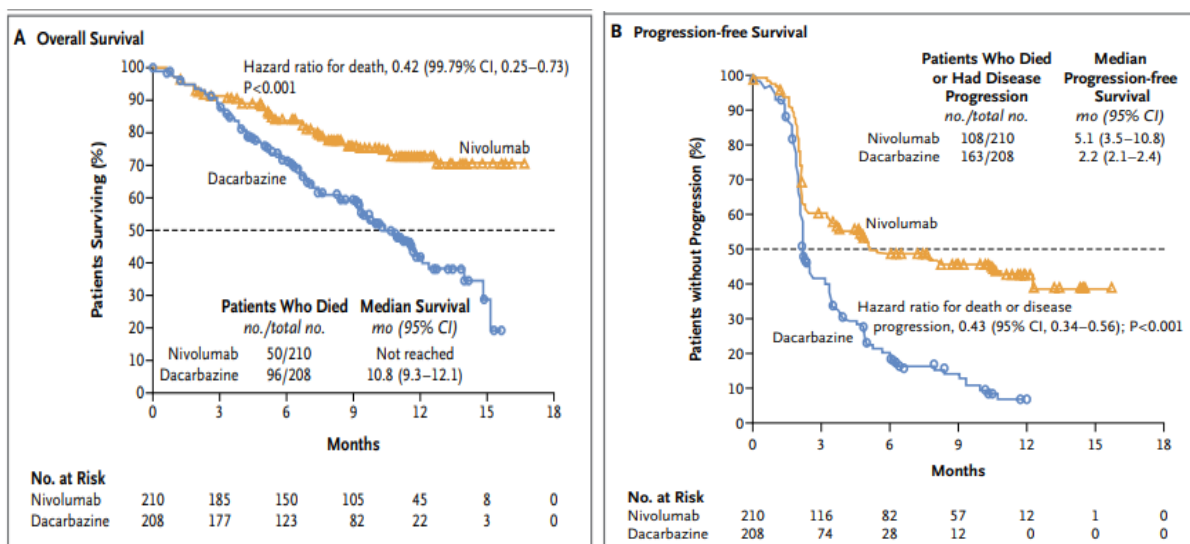 A Overall Survival
Hazard ratio for death, 0.42 (99.79% CI, 0.25–0.73)
P<0.001
Patients Surviving (%)
100
90
80
70
60
50
40
30
20
10
0
Nivolumab
Dacarbazine
Patients Who Died Median Survival
no./total no. mo (95% CI)
Nivolumab 50/210 Not reached
Dacarbazine 96/208 10.8 (9.3–12.1)
0 3 6 9 12 15 18
Months
No. at Risk
Nivolumab 210 185 150 105 45 8 0
Dacarbazine 208 177 123 82 22 3 0
B Progression-free Survival
Patients Who Died Median
or Had Disease Progression-free
Progression Survival
no./total no. mo (95% CI)
Nivolumab 108/210 5.1 (3.5–10.8)
Dacarbazine 163/208 2.2 (2.1–2.4)
Patients without Progression (%)
100
90
80
70
60
50
40
30
20
10
0
Nivolumab
Hazard ratio for death or disease
progression, 0.43 (95% CI, 0.34–0.56); P<0.001
Dacarbazine
0 3 6 9 12 15 18
Months
No. at Risk
Nivolumab 210 116 82 57 12 1 0
Dacarbazine 208 74 28 12 0 0 0